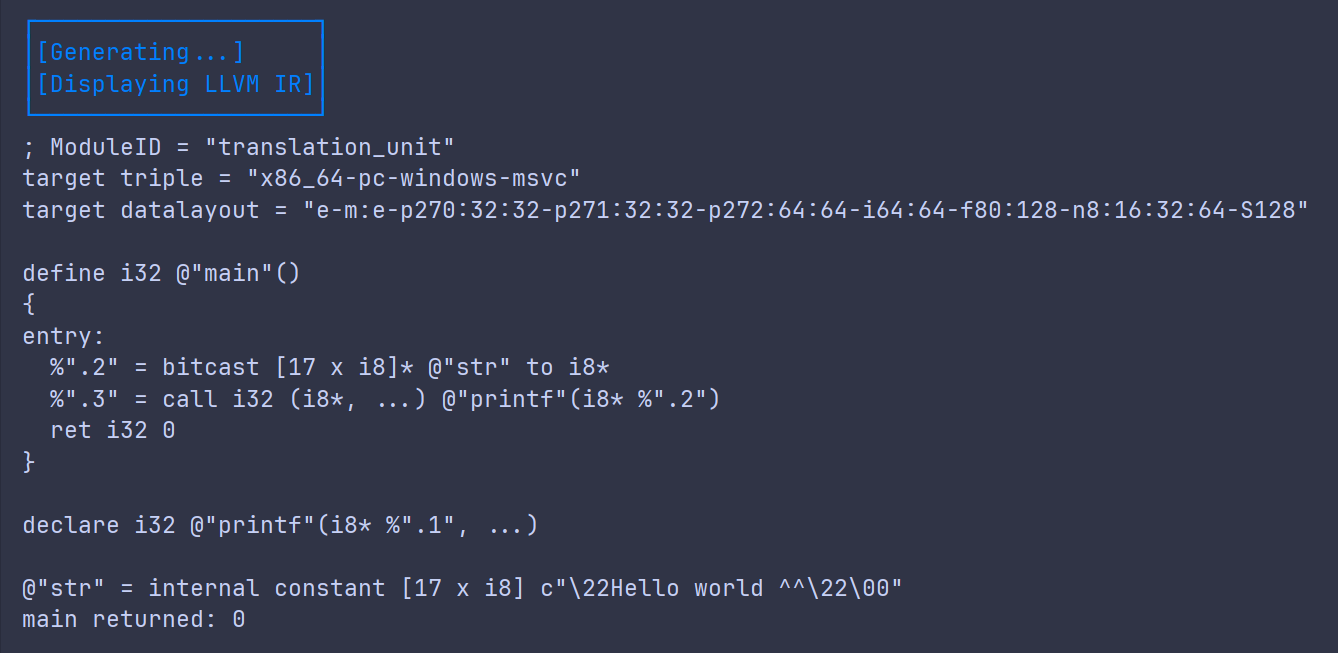 [Generating...]
[Displaying LLVM IR]
; ModuleID = "translation_unit"
target triple = "x86_64-pc-windows-msvc"
target datalayout = "e-m:e-p270:32:32-p271:32:32-p272:64:64-i64:64-f80:128-n8:16:32:64-S128"
define i32 @"main"()
{
entry:
  %".2" = bitcast [17 x i8]* @"str" to i8*
  %".3" = call i32 (i8*, ...) @"printf"(i8* %".2")
  ret i32 0
}
declare i32 @"printf"(i8* %".1", ...)
@"str" = internal constant [17 x i8] c"\22Hello world ^^\22\00"
main returned: 0